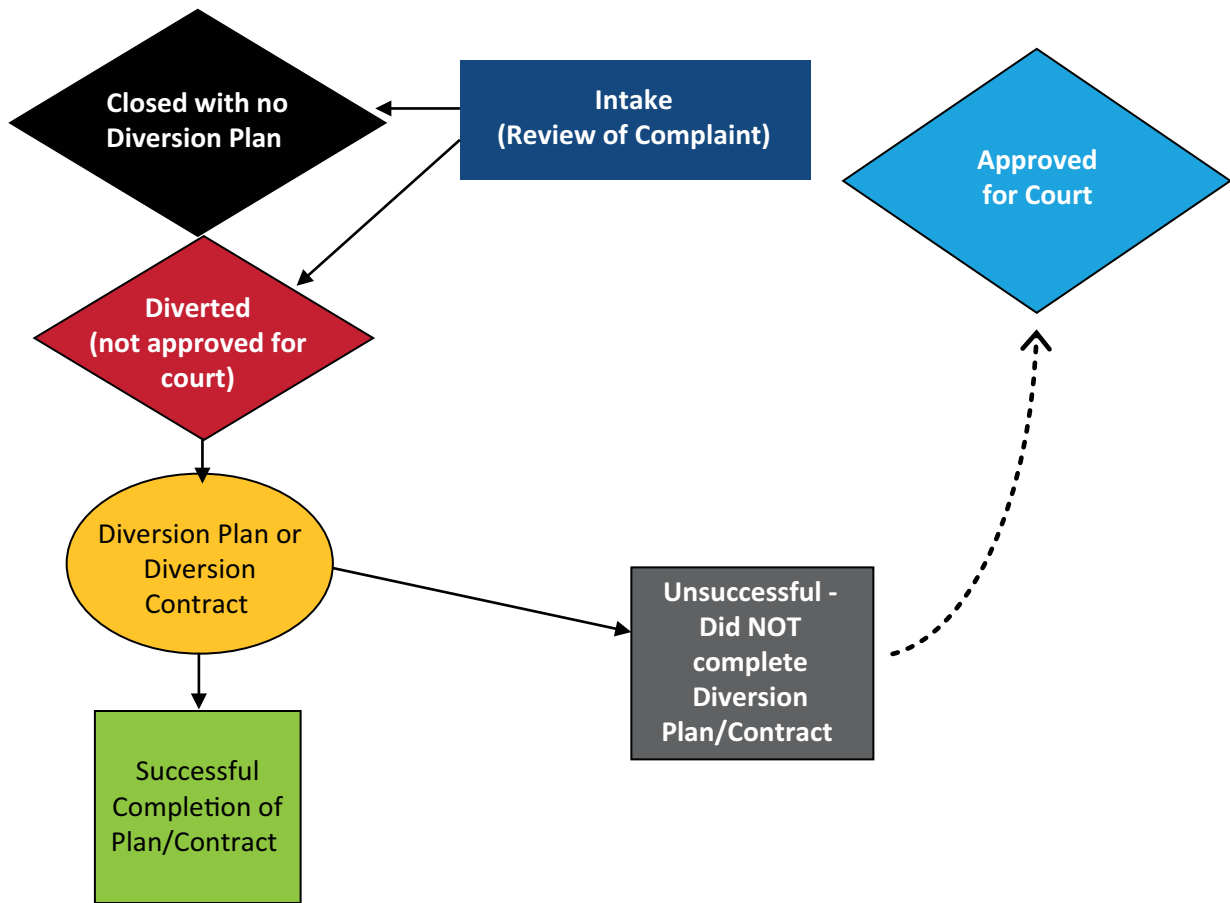 Closed with no
Diversion Plan
Intake
(Review of Complaint)
Approved
for Court
Diverted
(not approved for
court)
Diversion Plan or
Diversion
Contract
Unsuccessful -
Did NOT
complete
Diversion
Plan/Contract
Successful
Completion of
Plan/Contract